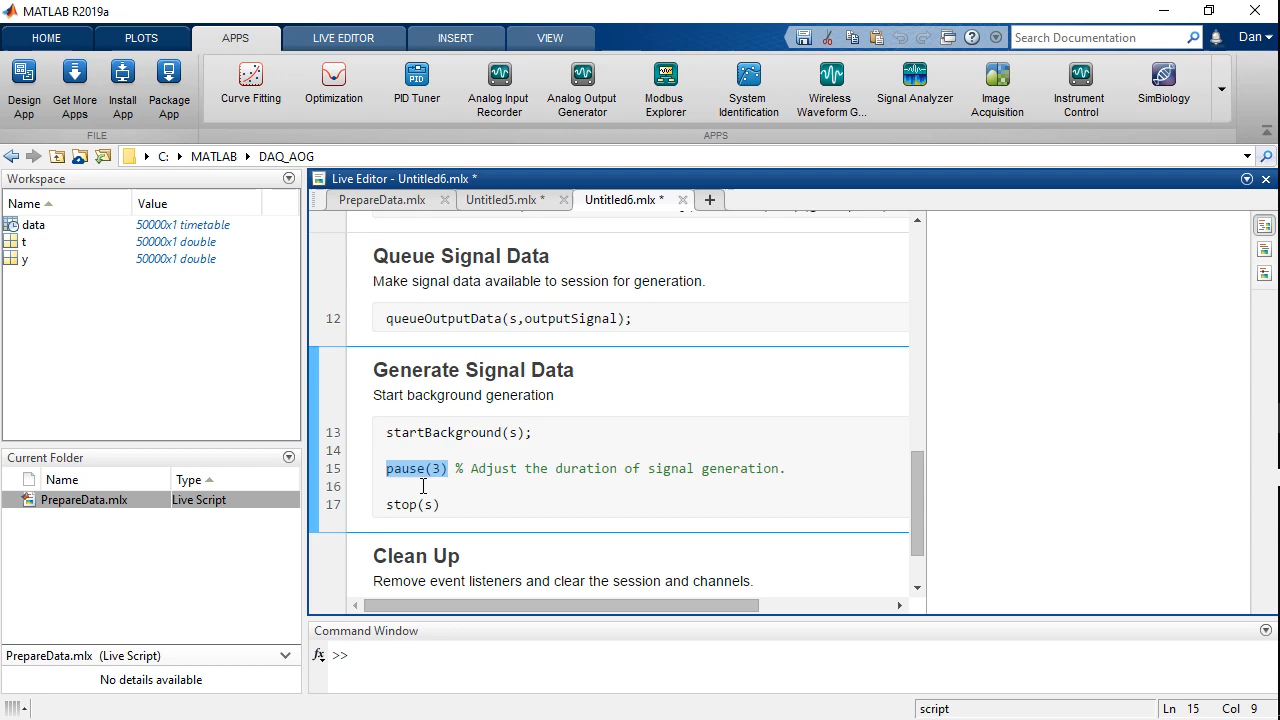 MATLAB R2019a
HOME PLOTS APPS LIVE EDITOR INSERT VIEW Search Documentation Dan
Design App
Get More Apps
Install App
Package App
Curve Fitting
Optimization
PID Tuner
Analog Input Recorder
Analog Output Generator
Modbus Explorer
System Identification
Wireless Waveform G...
Signal Analyzer
Image Acquisition
Instrument Control
SimBiology
FILE APPS
C: MATLAB DAQ_AOG
Workspace
Name Value
data 50000x1 timetable
t 50000x1 double
y 50000x1 double
Current Folder
Name Type
PrepareData.mlx Live Script
PrepareData.mlx (Live Script)
No details available
Live Editor - Untitled6.mlx *
PrepareData.mlx Untitled5.mlx * Untitled6.mlx *
Queue Signal Data
Make signal data available to session for generation.
12 queueOutputData(s,outputSignal);
Generate Signal Data
Start background generation
13 startBackground(s);
14
15 pause(3) % Adjust the duration of signal generation.
16
17 stop(s)
Clean Up
Remove event listeners and clear the session and channels.
Command Window
fx >>
script Ln 15 Col 9